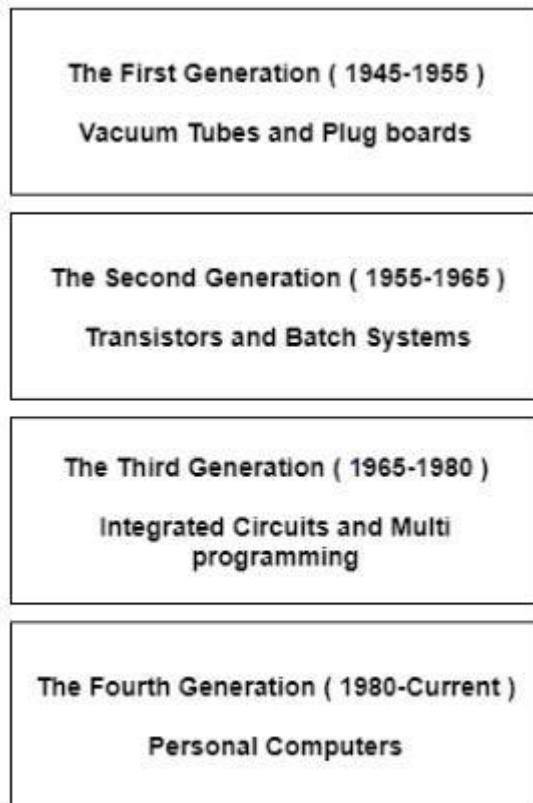 The First Generation ( 1945-1955 )
Vacuum Tubes and Plug boards
The Second Generation ( 1955-1965 )
Transistors and Batch Systems
The Third Generation ( 1965-1980 )
Integrated Circuits and Multi
programming
The Fourth Generation ( 1980-Current )
Personal Computers